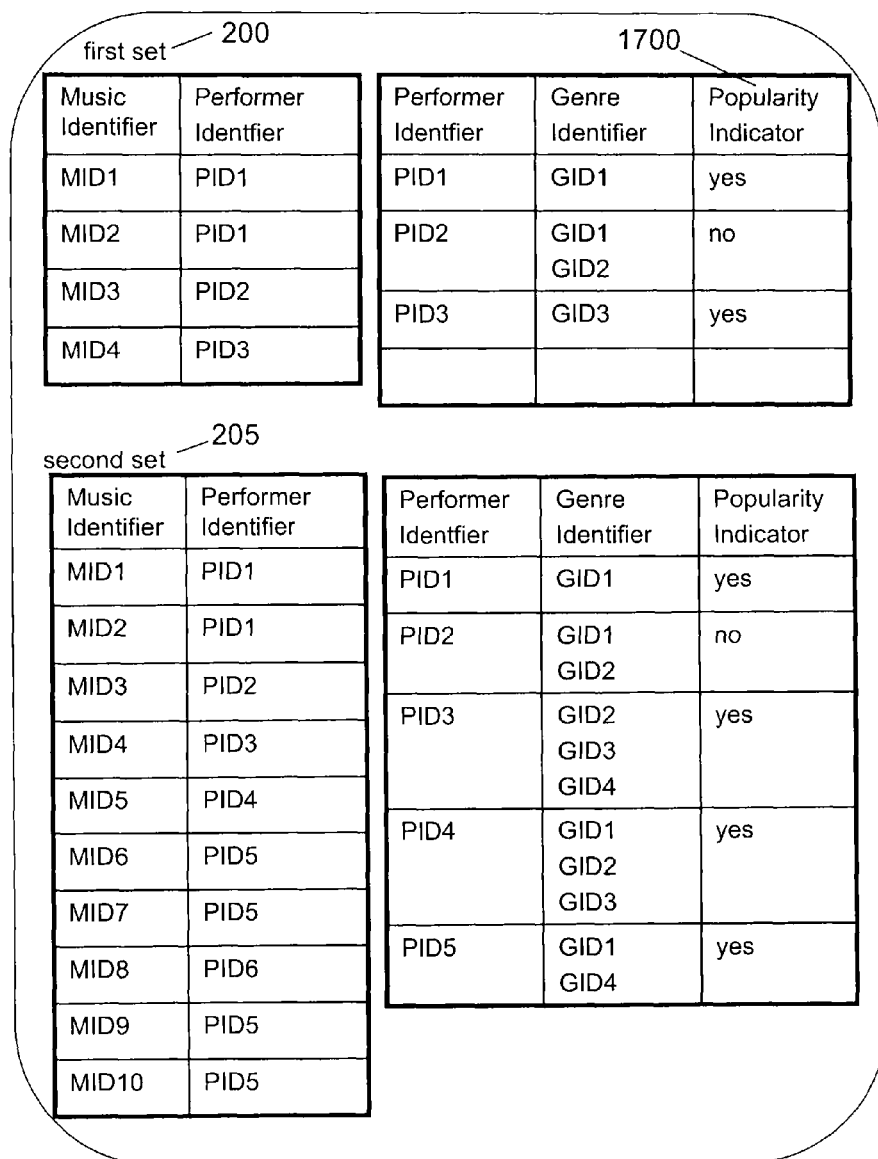 first set 200
1700
Music Identifier Performer Identfier
MID1 PID1
MID2 PID1
MID3 PID2
MID4 PID3
Performer Identfier Genre Identifier Popularity Indicator
PID1 GID1 yes
PID2 GID1 no
GID2
PID3 GID3 yes
second set 205
Music Identifier Performer Identifier
MID1 PID1
MID2 PID1
MID3 PID2
MID4 PID3
MID5 PID4
MID6 PID5
MID7 PID5
MID8 PID6
MID9 PID5
MID10 PID5
Performer Identfier Genre Identifier Popularity Indicator
PID1 GID1 yes
PID2 GID1 no
GID2
PID3 GID2 yes
GID3
GID4
PID4 GID1 yes
GID2
GID3
PID5 GID1 yes
GID4